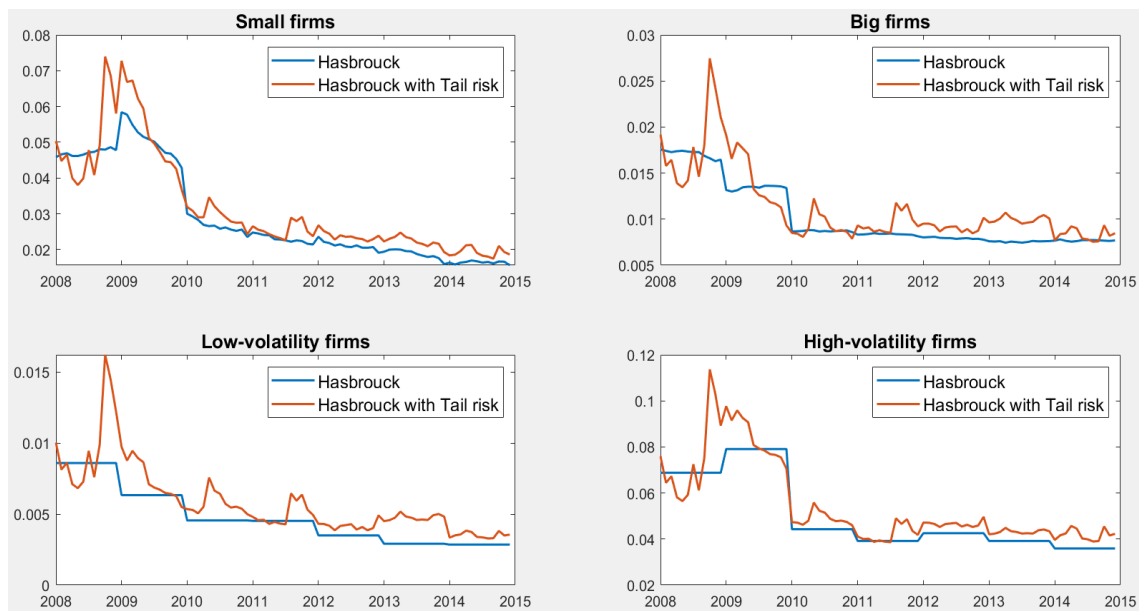 Small firms
0.08
0.07
0.06
0.05
0.04
0.03
0.02
2008 2009 2010 2011 2012 2013 2014 2015
Hasbrouck
Hasbrouck with Tail risk
Big firms
0.03
0.025
0.02
0.015
0.01
0.005
2008 2009 2010 2011 2012 2013 2014 2015
Hasbrouck
Hasbrouck with Tail risk
Low-volatility firms
0.015
0.01
0.005
0
2008 2009 2010 2011 2012 2013 2014 2015
Hasbrouck
Hasbrouck with Tail risk
High-volatility firms
0.12
0.1
0.08
0.06
0.04
0.02
2008 2009 2010 2011 2012 2013 2014 2015
Hasbrouck
Hasbrouck with Tail risk